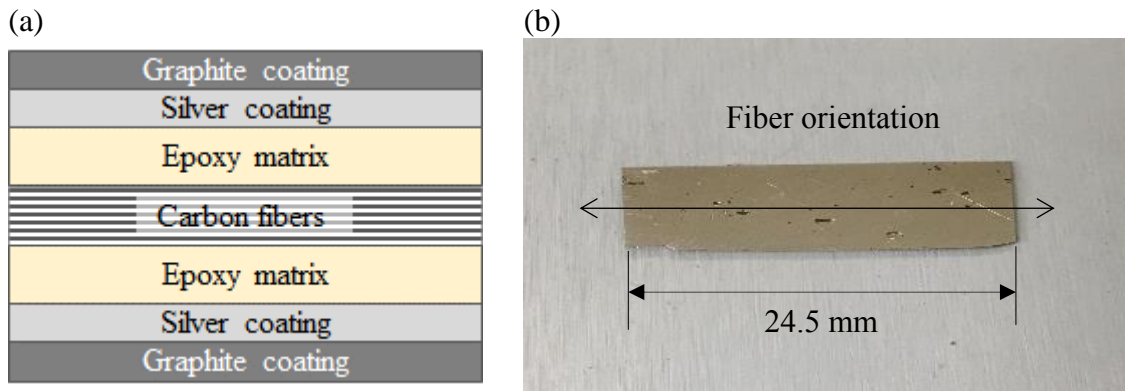 (a)
Graphite coating
Silver coating
Epoxy matrix
Carbon fibers
Epoxy matrix
Silver coating
Graphite coating
(b)
Fiber orientation
24.5 mm